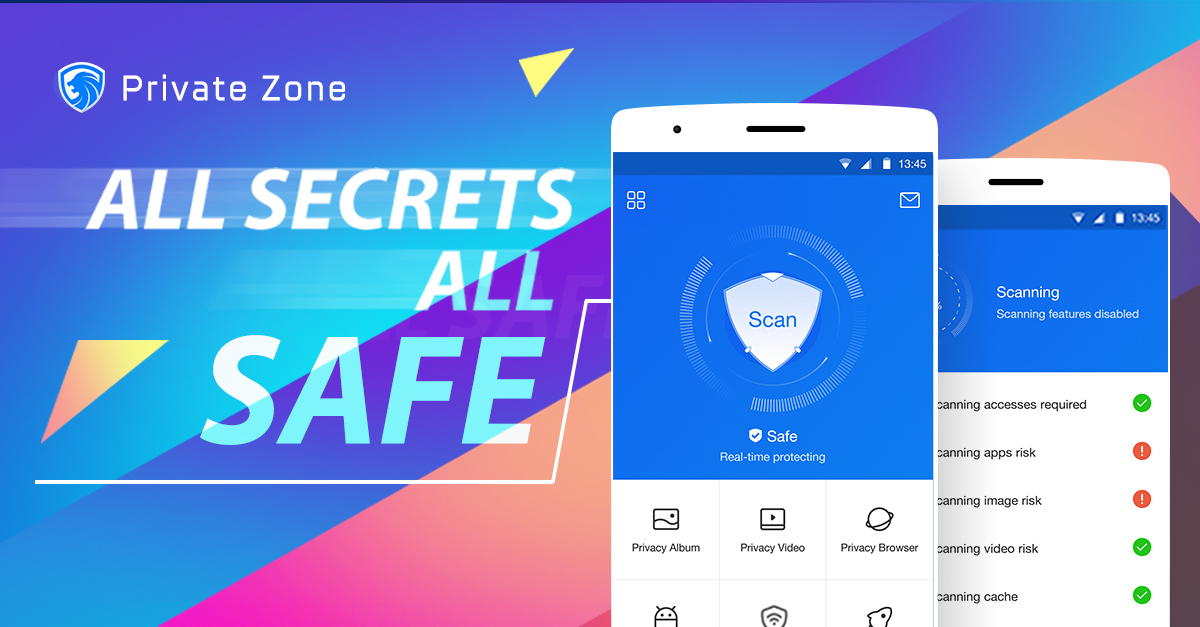 Private Zone
ALL SECRETS
ALL
SAFE
13:45
Scan
Safe
Real-time protecting
Privacy Album
Privacy Video
Privacy Browser
13:45
%
Scanning
Scanning features disabled
canning accesses required
canning apps risk
canning image risk
canning video risk
canning cache